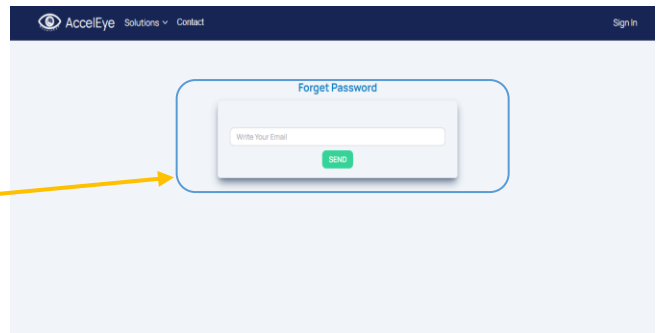 AccelEye Solutions Contact Sign In
Forget Password
Write Your Email
SEND